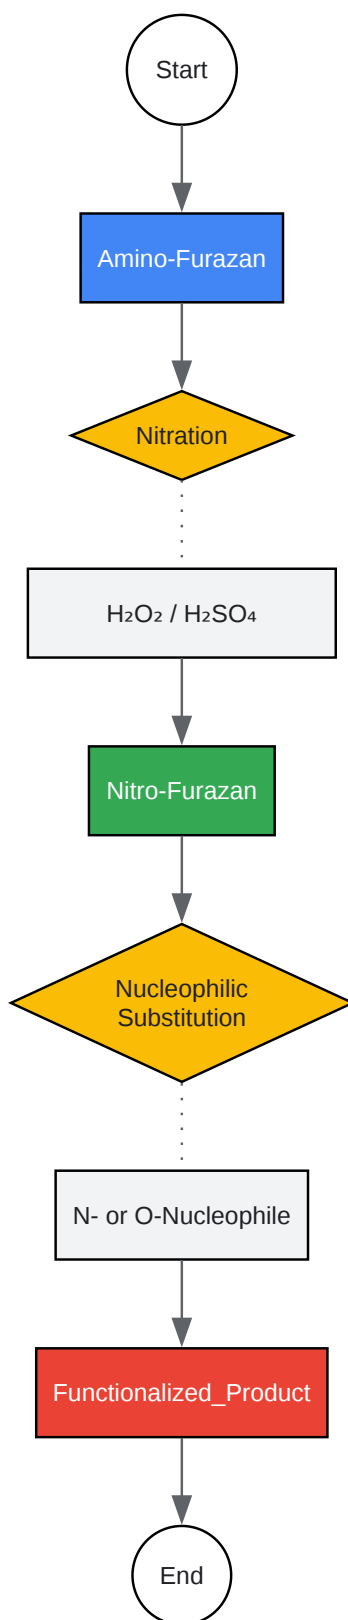 Start
Amino-Furazan
Nitration
H₂O₂ / H₂SO₄
Nitro-Furazan
Nucleophilic
Substitution
N- or O-Nucleophile
Functionalized_Product
End